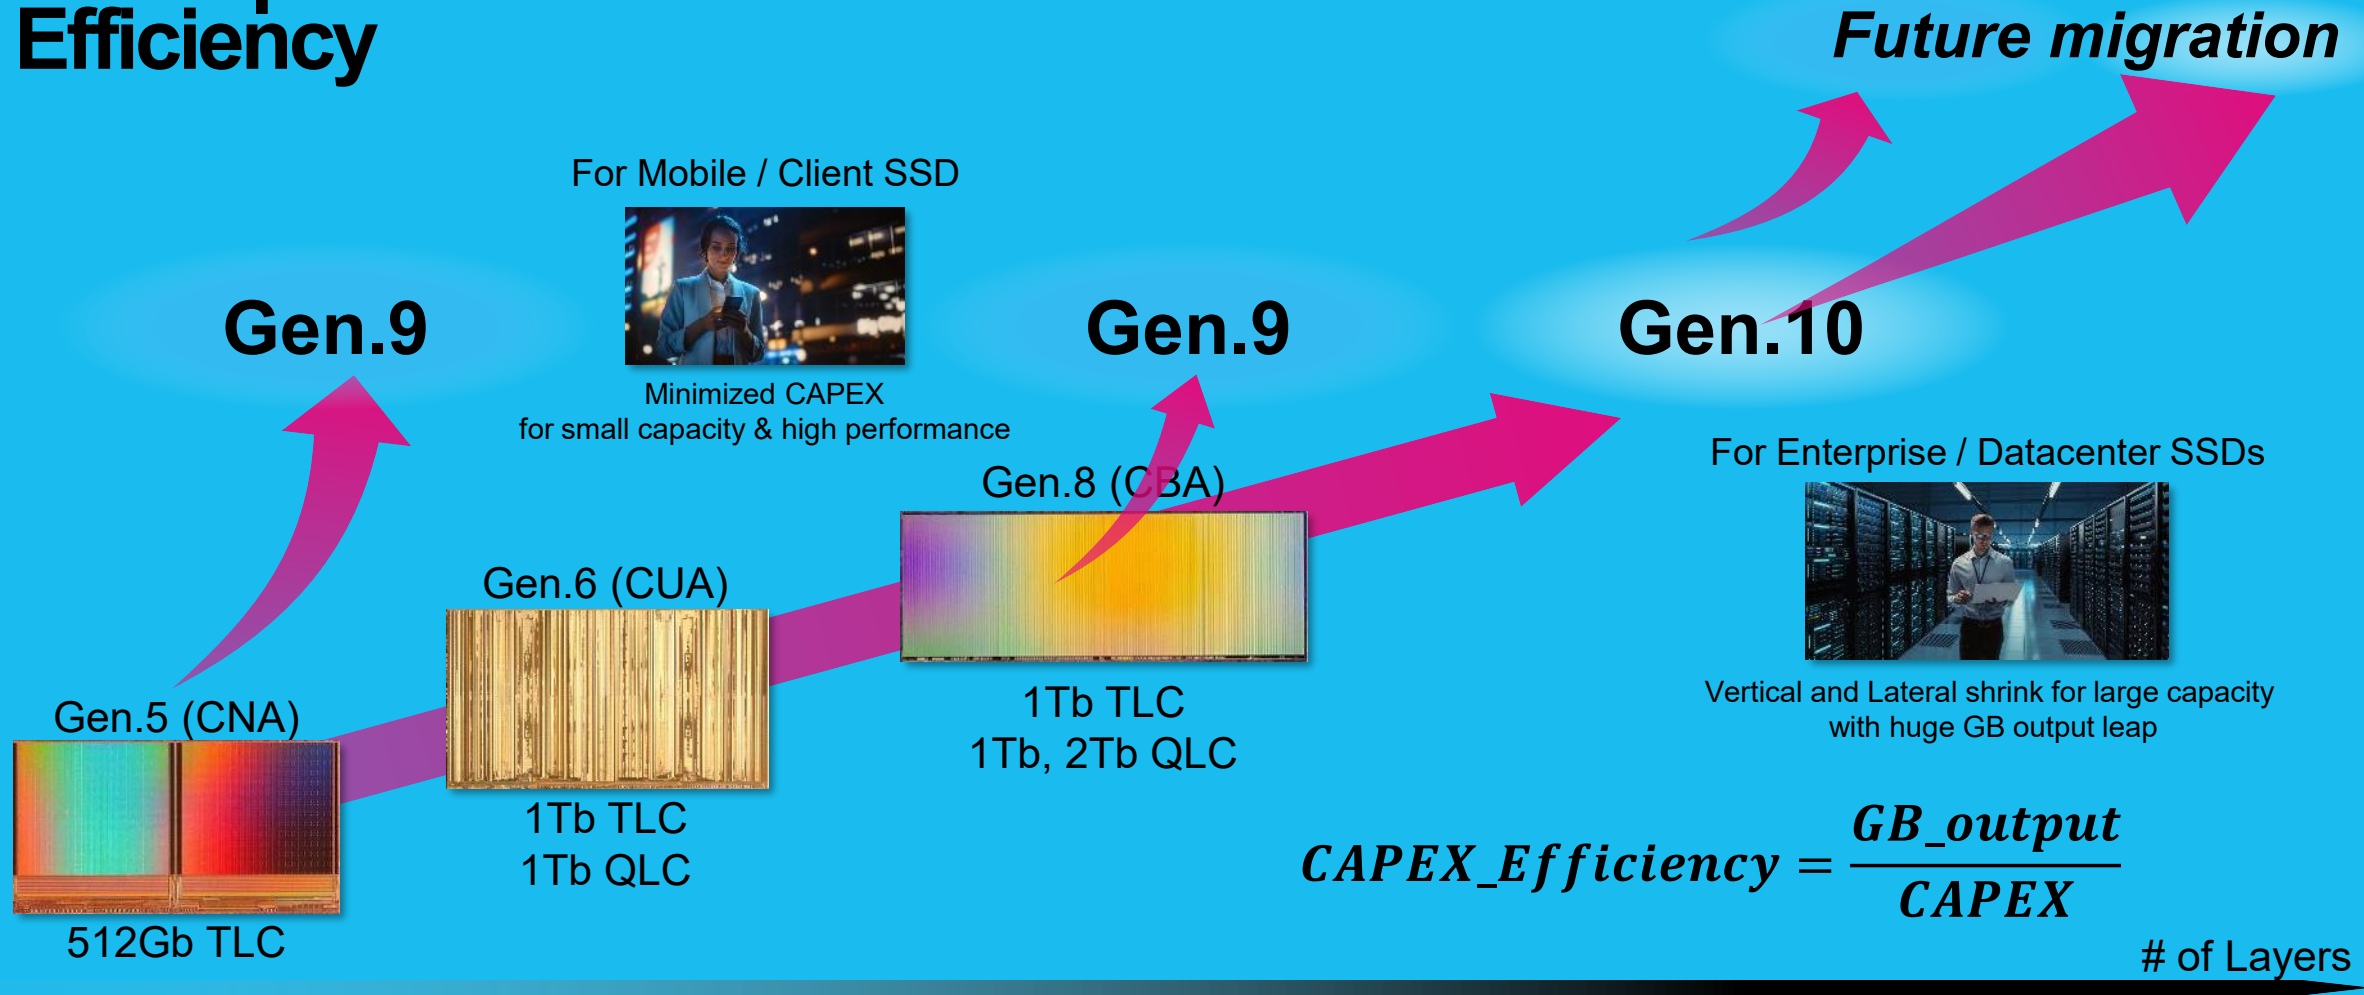 Efficiency
Future migration
For Mobile / Client SSD
Gen.9
Gen.9
Gen.10
Minimized CAPEX
for small capacity & high performance
For Enterprise / Datacenter SSDs
Gen.8 (CBA)
Gen.6 (CUA)
Vertical and Lateral shrink for large capacity
with huge GB output leap
1Tb TLC
1Tb, 2Tb QLC
Gen.5 (CNA)
1Tb TLC
1Tb QLC
CAPEX_Efficiency = GB_output / CAPEX
512Gb TLC
# of Layers